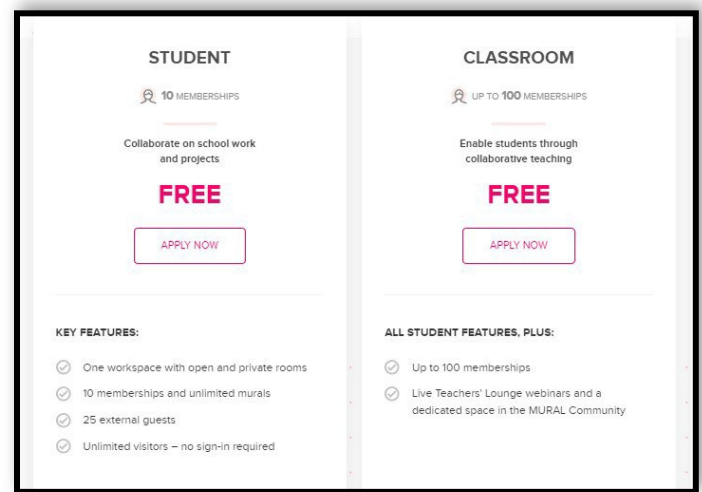 STUDENT
10 MEMBERSHIPS
Collaborate on school work
and projects
FREE
APPLY NOW
KEY FEATURES:
One workspace with open and private rooms
10 memberships and unlimited murals
25 external guests
Unlimited visitors – no sign-in required
CLASSROOM
UP TO 100 MEMBERSHIPS
Enable students through
collaborative teaching
FREE
APPLY NOW
ALL STUDENT FEATURES, PLUS:
Up to 100 memberships
Live Teachers' Lounge webinars and a
dedicated space in the MURAL Community